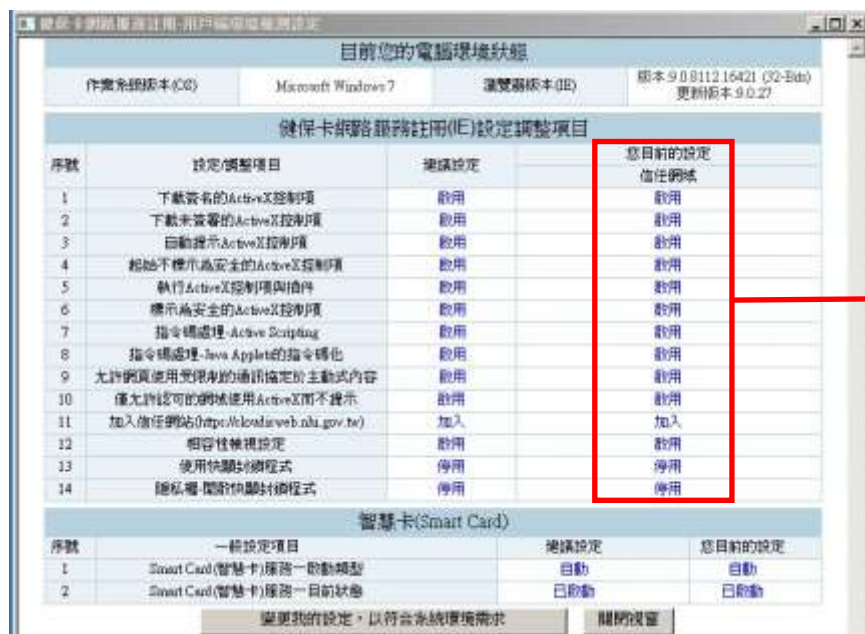 健保卡網路服務註冊-用戶端環境檢測設定
目前您的電腦環境狀態
作業系統版本(OS) Microsoft Windows 7 瀏覽器版本(IE) 版本:9.0.8112.16421 (32-Bits)
更新版本:9.0.27
健保卡網路服務註冊(IE)設定調整項目
序號 設定/調整項目 建議設定 您目前的設定
信任網域
1 下載簽名的ActiveX控制項 啟用 啟用
2 下載未簽署的ActiveX控制項 啟用 啟用
3 自動提示ActiveX控制項 啟用 啟用
4 起始不標示為安全的ActiveX控制項 啟用 啟用
5 執行ActiveX控制項與插件 啟用 啟用
6 標示為安全的ActiveX控制項 啟用 啟用
7 指令碼處理-Active Scripting 啟用 啟用
8 指令碼處理-Java Applets的指令碼化 啟用 啟用
9 允許網頁使用受限制的通訊協定於主動式內容 啟用 啟用
10 僅允許認可的網域使用ActiveX而不提示 啟用 啟用
11 加入信任網站(https://cloudicweb.nhi.gov.tw) 加入 加入
12 相容性檢視設定 啟用 啟用
13 使用快顯封鎖程式 停用 停用
14 隱私權-開啟快顯封鎖程式 停用 停用
智慧卡(Smart Card)
序號 一般設定項目 建議設定 您目前的設定
1 Smart Card(智慧卡)服務－啟動類型 自動 自動
2 Smart Card(智慧卡)服務－目前狀態 已啟動 已啟動
變更我的設定，以符合系統環境需求 關閉視窗